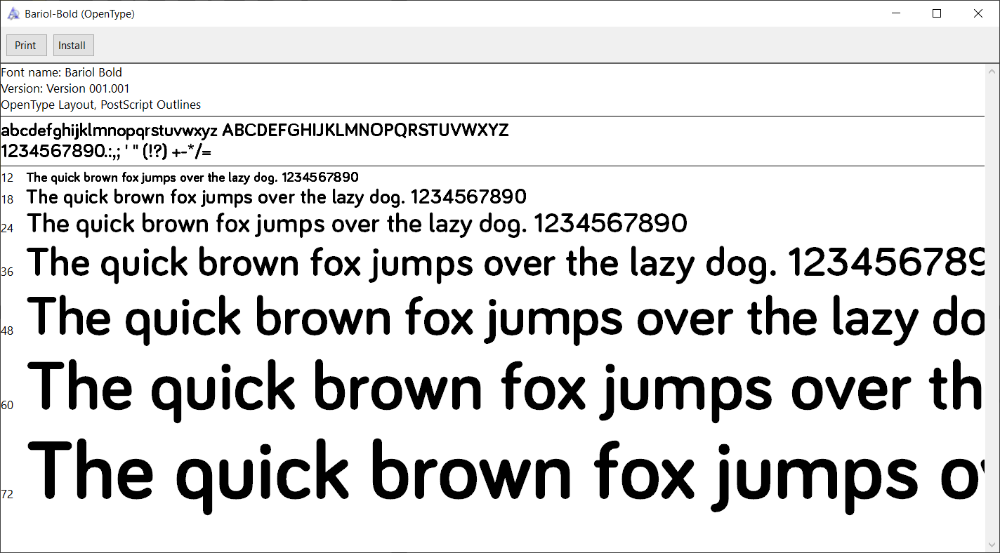 Bariol-Bold (OpenType)
Print Install
Font name: Bariol Bold
Version: Version 001.001
OpenType Layout, PostScript Outlines
abcdefghijklmnopqrstuvwxyz ABCDEFGHIJKLMNOPQRSTUVWXYZ
1234567890.:,; ' " (!?) +-*/=
12 The quick brown fox jumps over the lazy dog. 1234567890
18 The quick brown fox jumps over the lazy dog. 1234567890
24 The quick brown fox jumps over the lazy dog. 1234567890
36 The quick brown fox jumps over the lazy dog. 123456789
48 The quick brown fox jumps over the lazy do
60 The quick brown fox jumps over th
72 The quick brown fox jumps ov